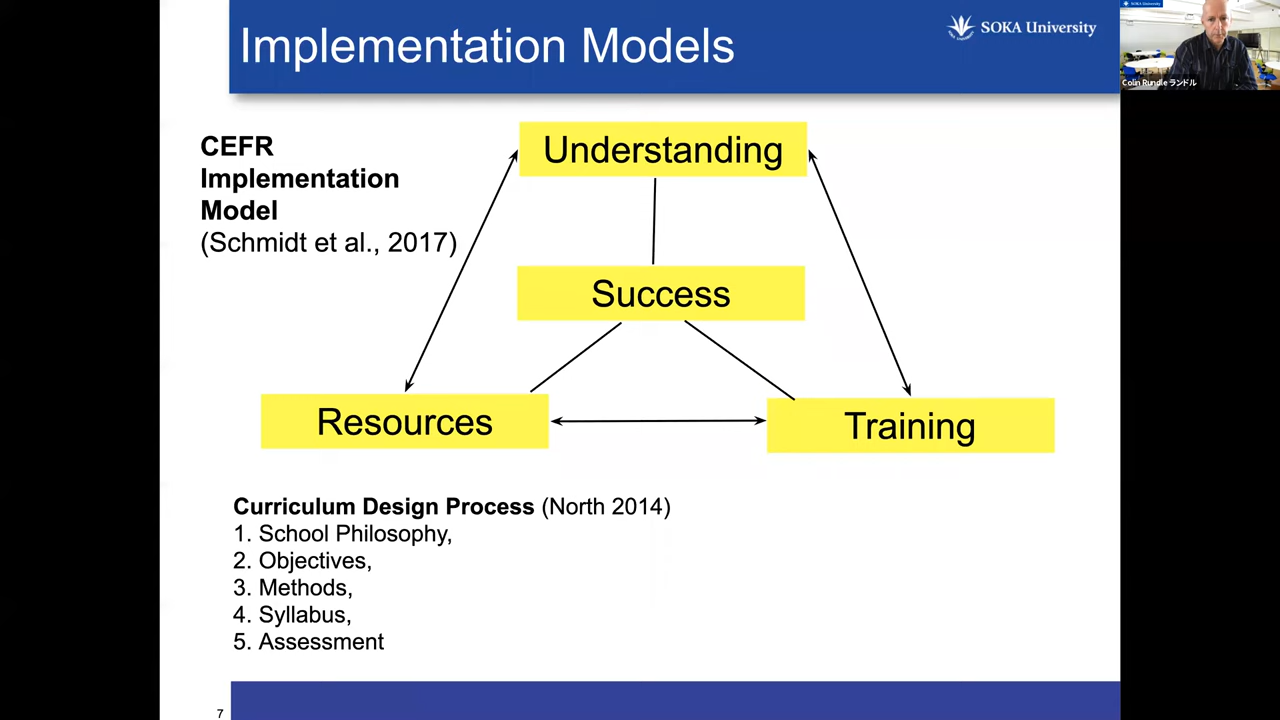 Implementation Models
SOKA University
SOKA University
Colin Rundle ランドル
CEFR
Implementation
Model
(Schmidt et al., 2017)
Understanding
Success
Resources
Training
Curriculum Design Process (North 2014)
1. School Philosophy,
2. Objectives,
3. Methods,
4. Syllabus,
5. Assessment
7